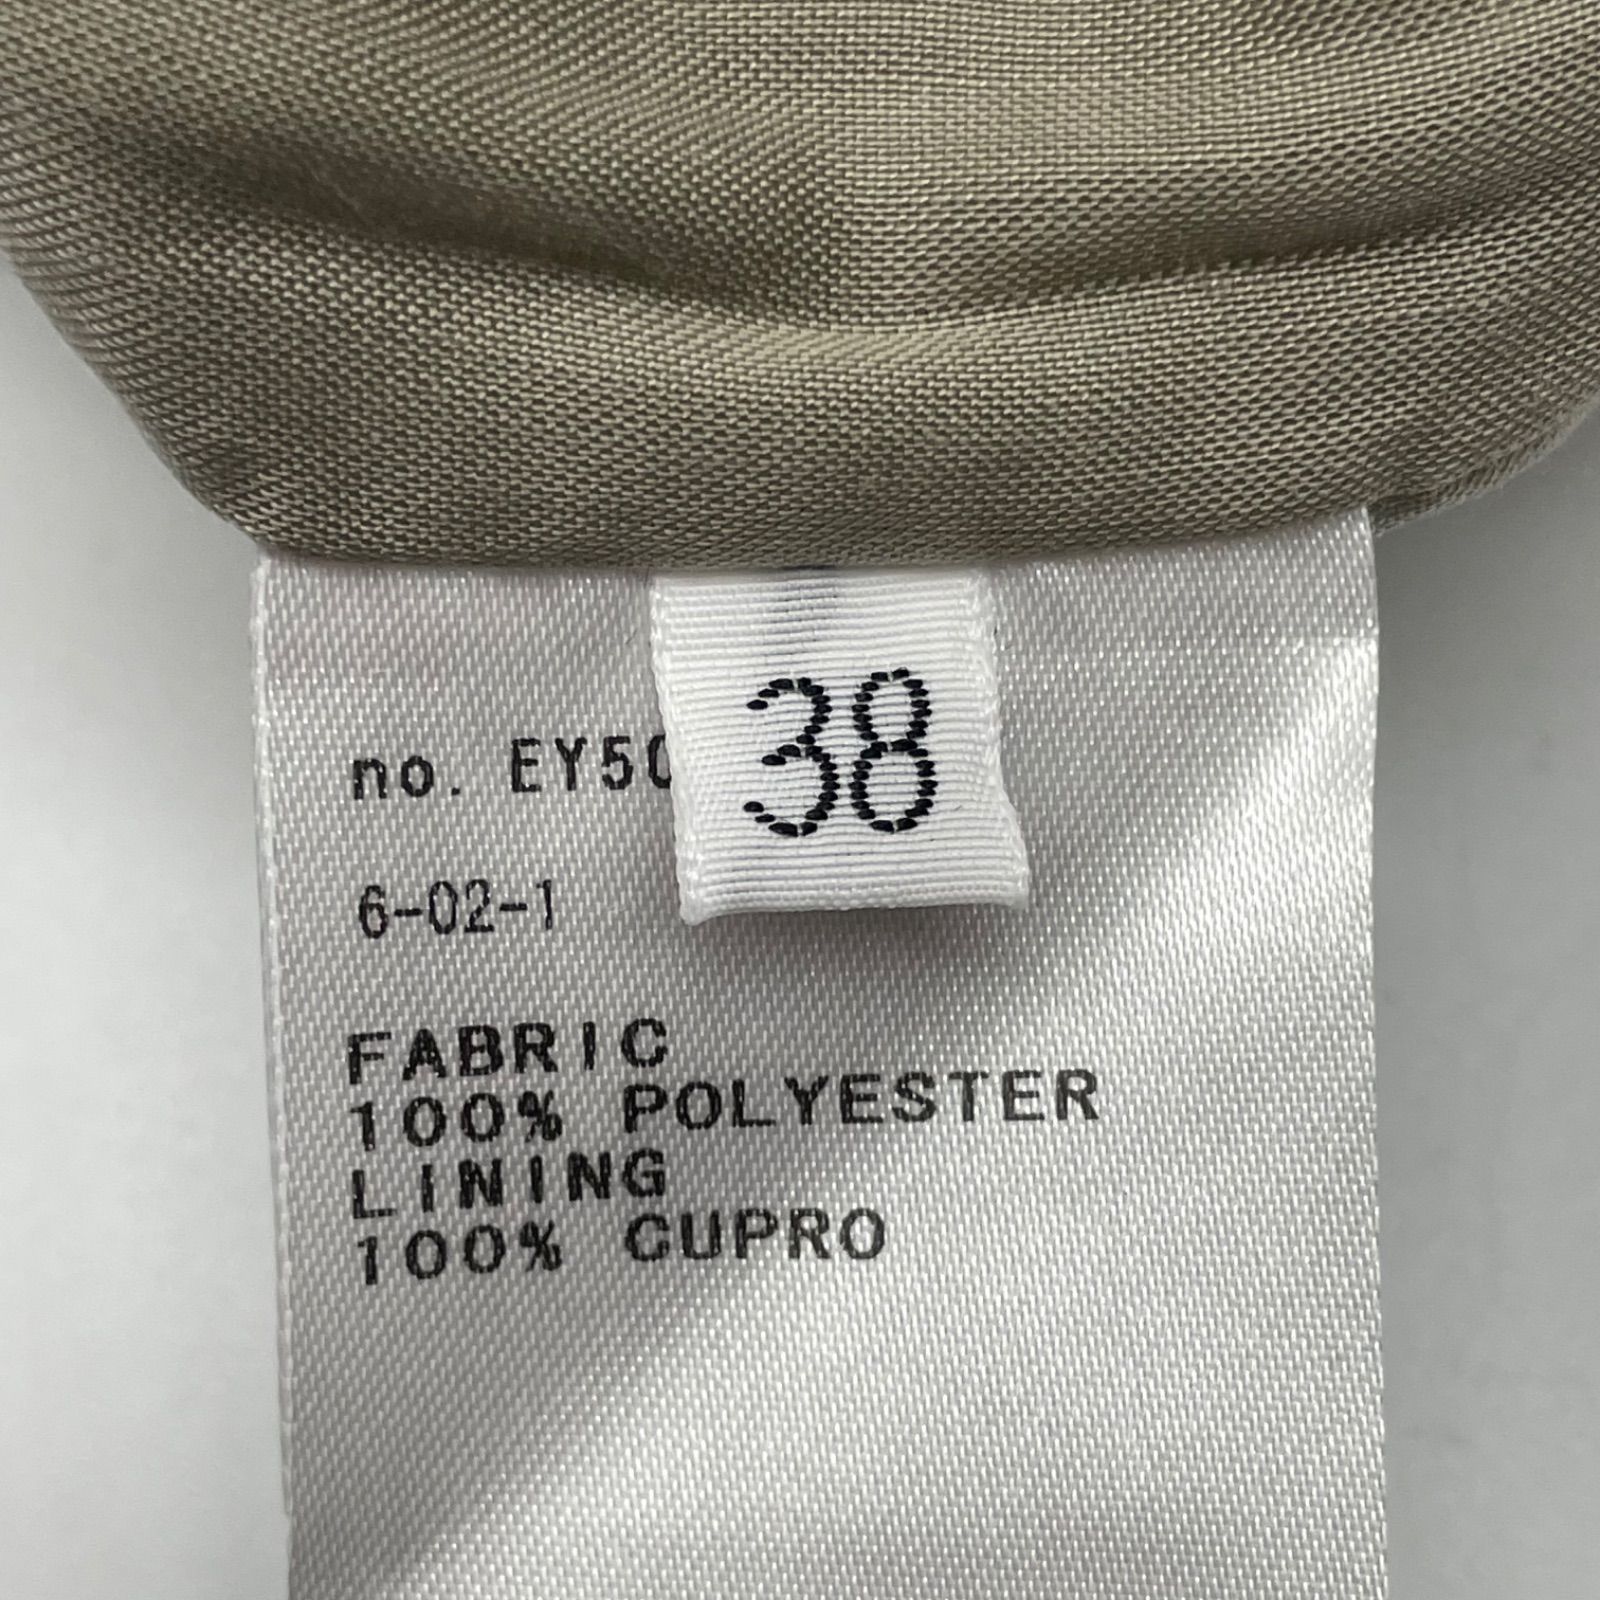 38
no. EY50
6-02-1
FABRIC
100% POLYESTER
LINING
100% CUPRO